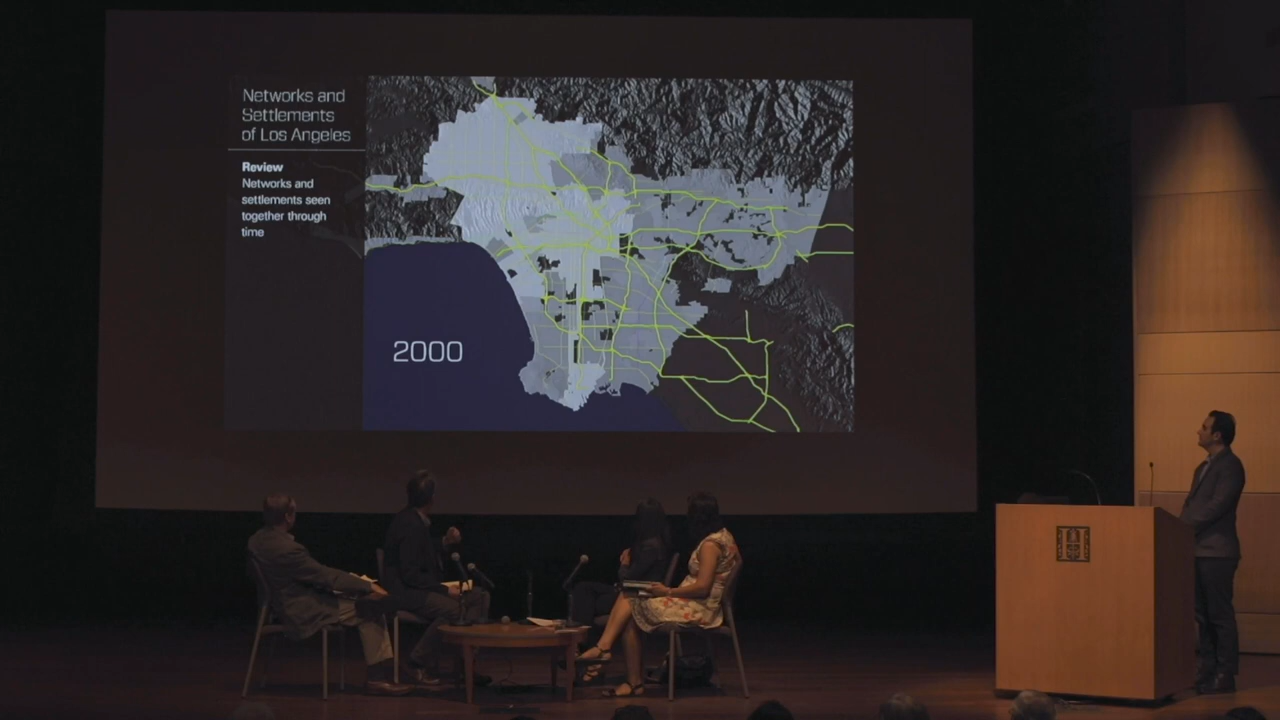 Networks and
Settlements
of Los Angeles
Review
Networks and
settlements seen
together through
time
2000